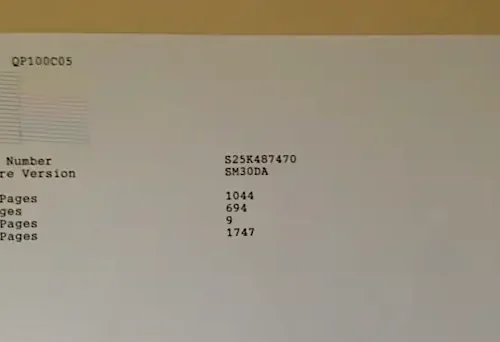 QP100C05
Number S25K487470
re Version SM30DA
Pages 1044
ges 694
Pages 9
Pages 1747